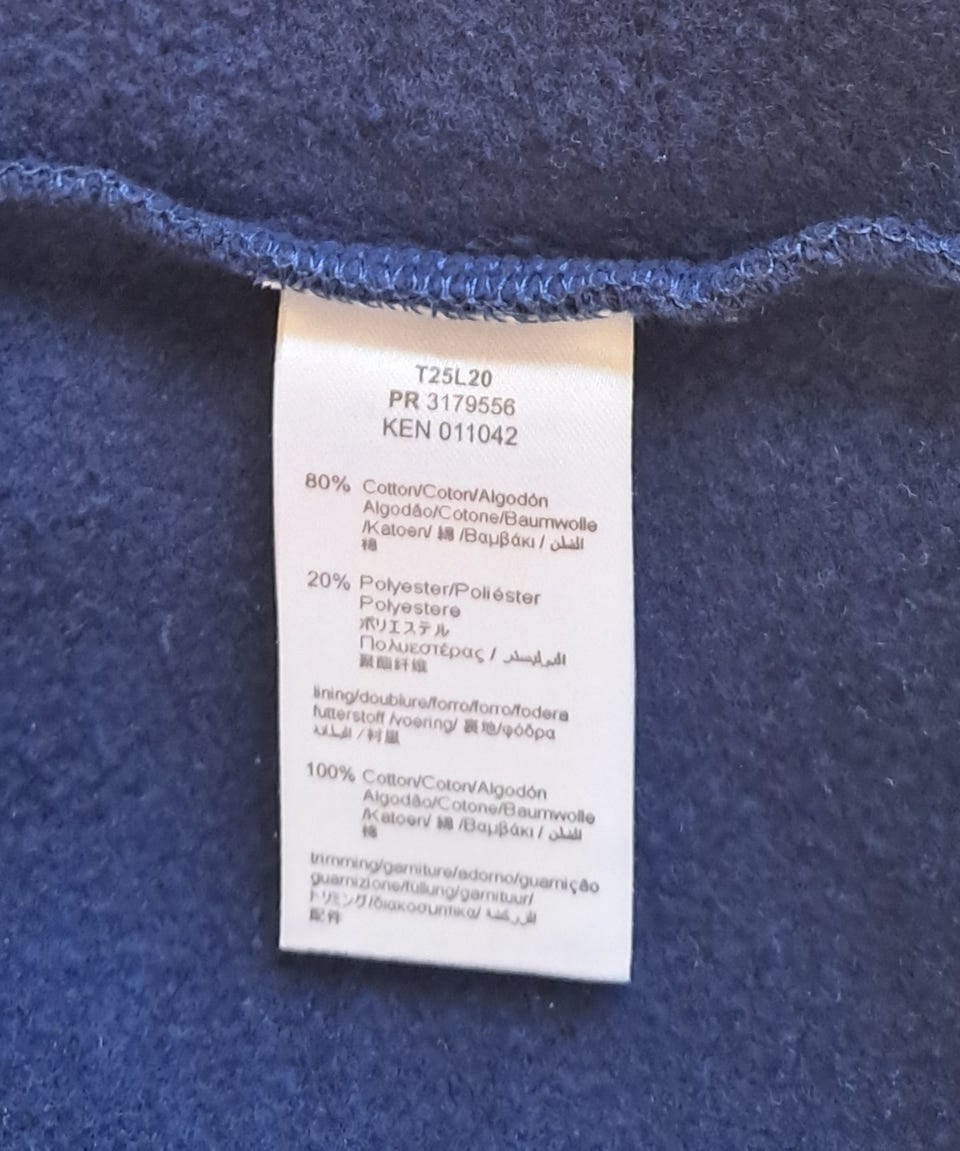 T25L20
PR 3179556
KEN 011042
80% Cotton/Coton/Algodón
Algodão/Cotone/Baumwolle
/Katoen/ 綿 /Βαμβάκι / القطن
棉
20% Polyester/Poliéster
Polyestere
ポリエステル
Πολυεστέρας / البوليستر
聚酯纤维
lining/doublure/forro/forro/fodera
futterstoff /voering/ 裏地/φόδρα
البطانة / 衬里
100% Cotton/Coton/Algodón
Algodão/Cotone/Baumwolle
/Katoen/ 綿 /Βαμβάκι / القطن
棉
trimming/garniture/adorno/guarnição
guarnizione/füllung/garnituur/
トリミング/διακοσμητικά/ الزركشة
配件